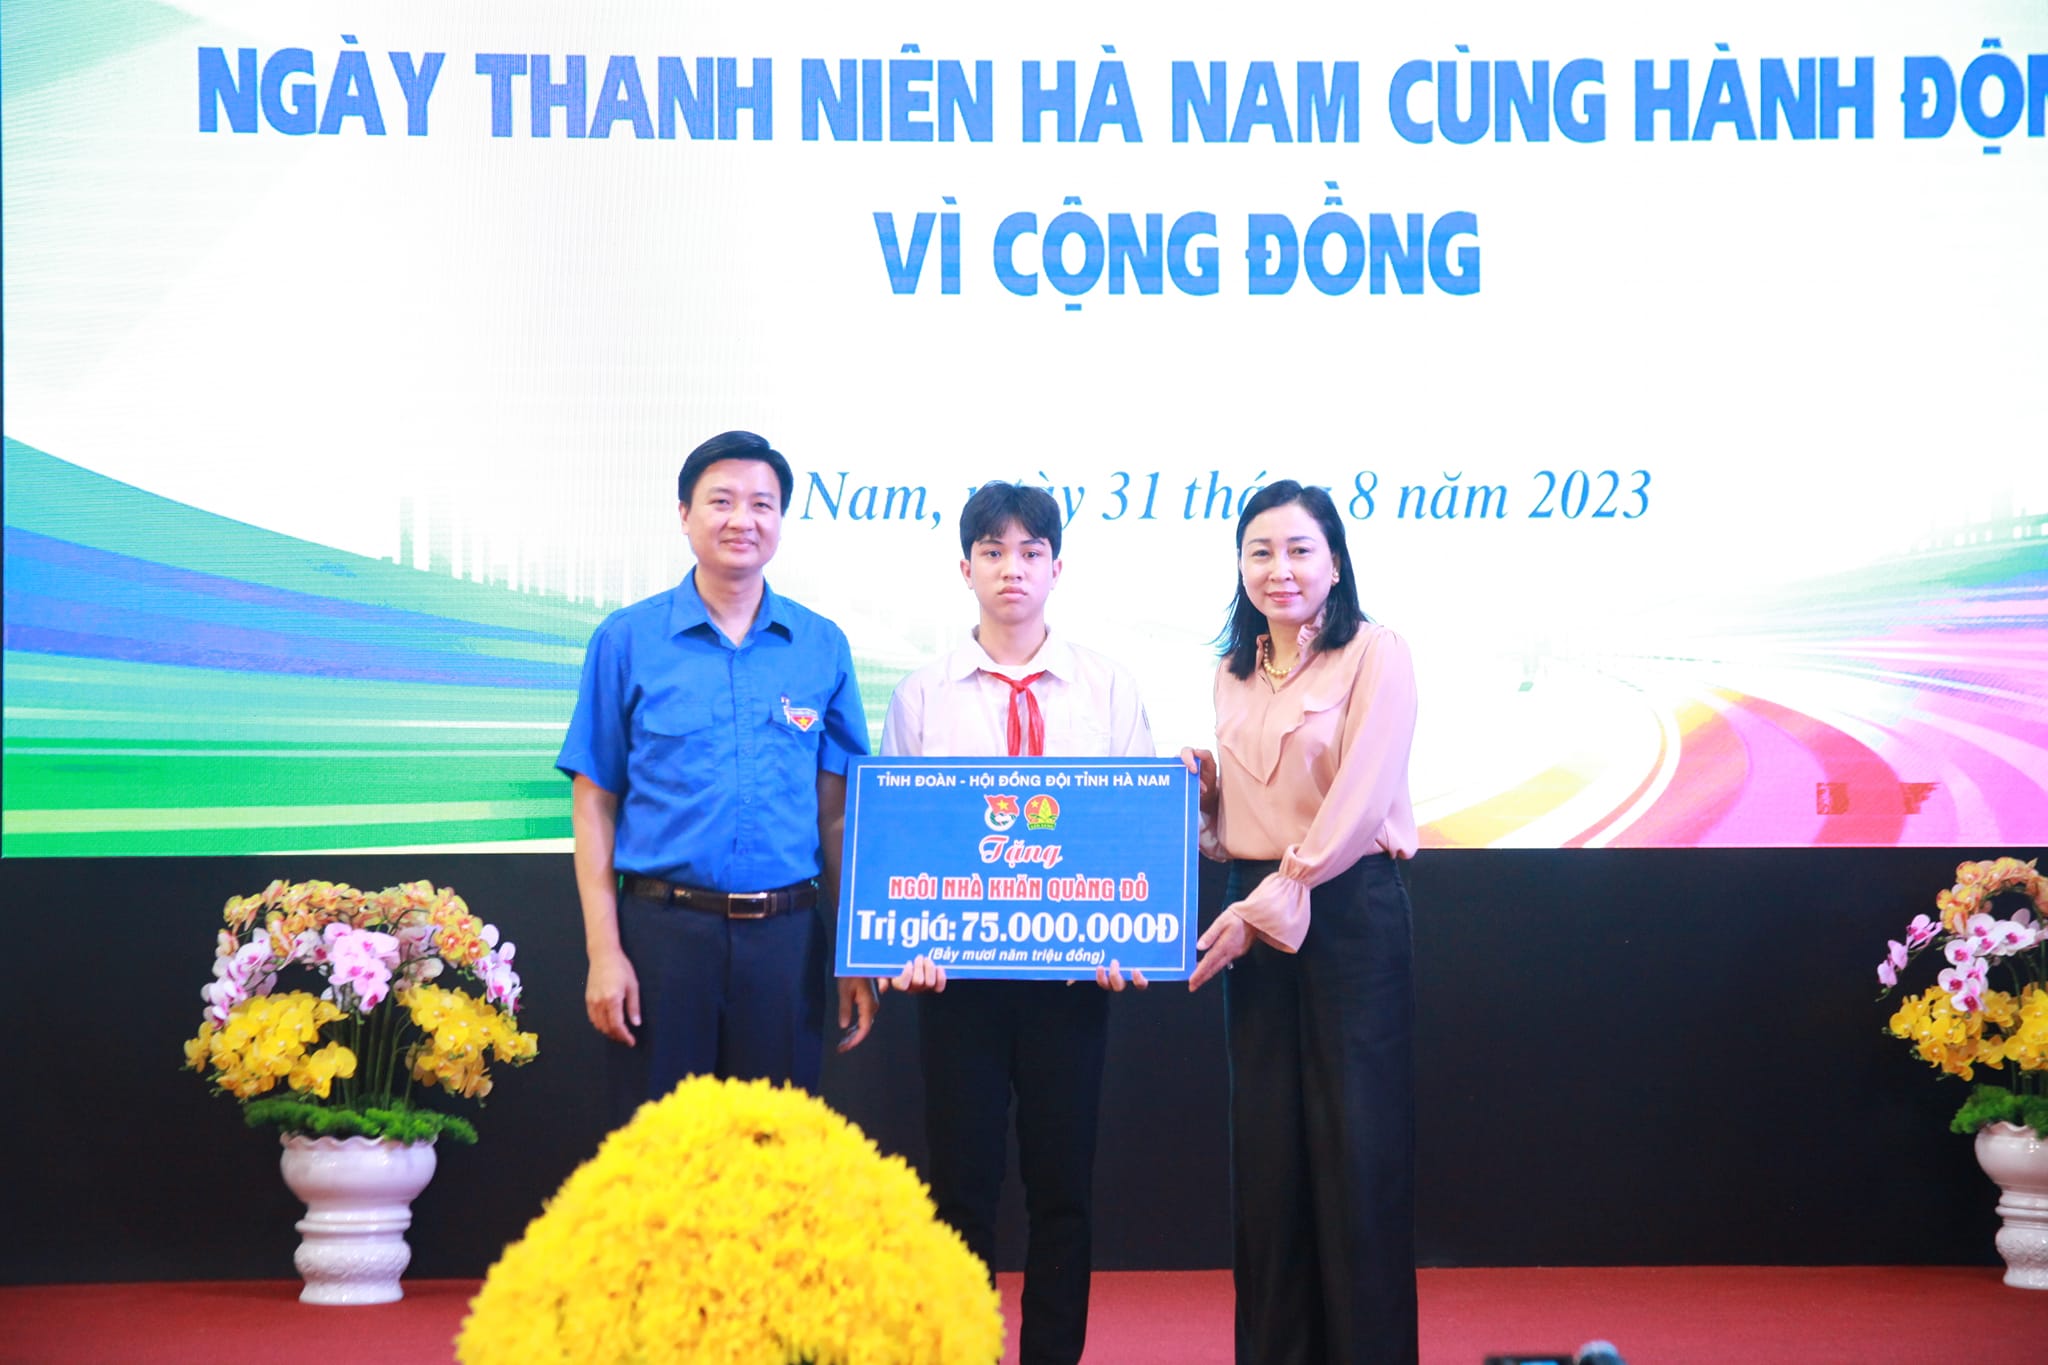 NGÀY THANH NIÊN HÀ NAM CÙNG HÀNH ĐỘN
VÌ CỘNG ĐỒNG
Nam, ngày 31 tháng 8 năm 2023
TỈNH ĐOÀN - HỘI ĐỒNG ĐỘI TỈNH HÀ NAM
Tặng
NGÔI NHÀ KHĂN QUÀNG ĐỎ
Trị giá: 75.000.000Đ
(Bảy mươi năm triệu đồng)